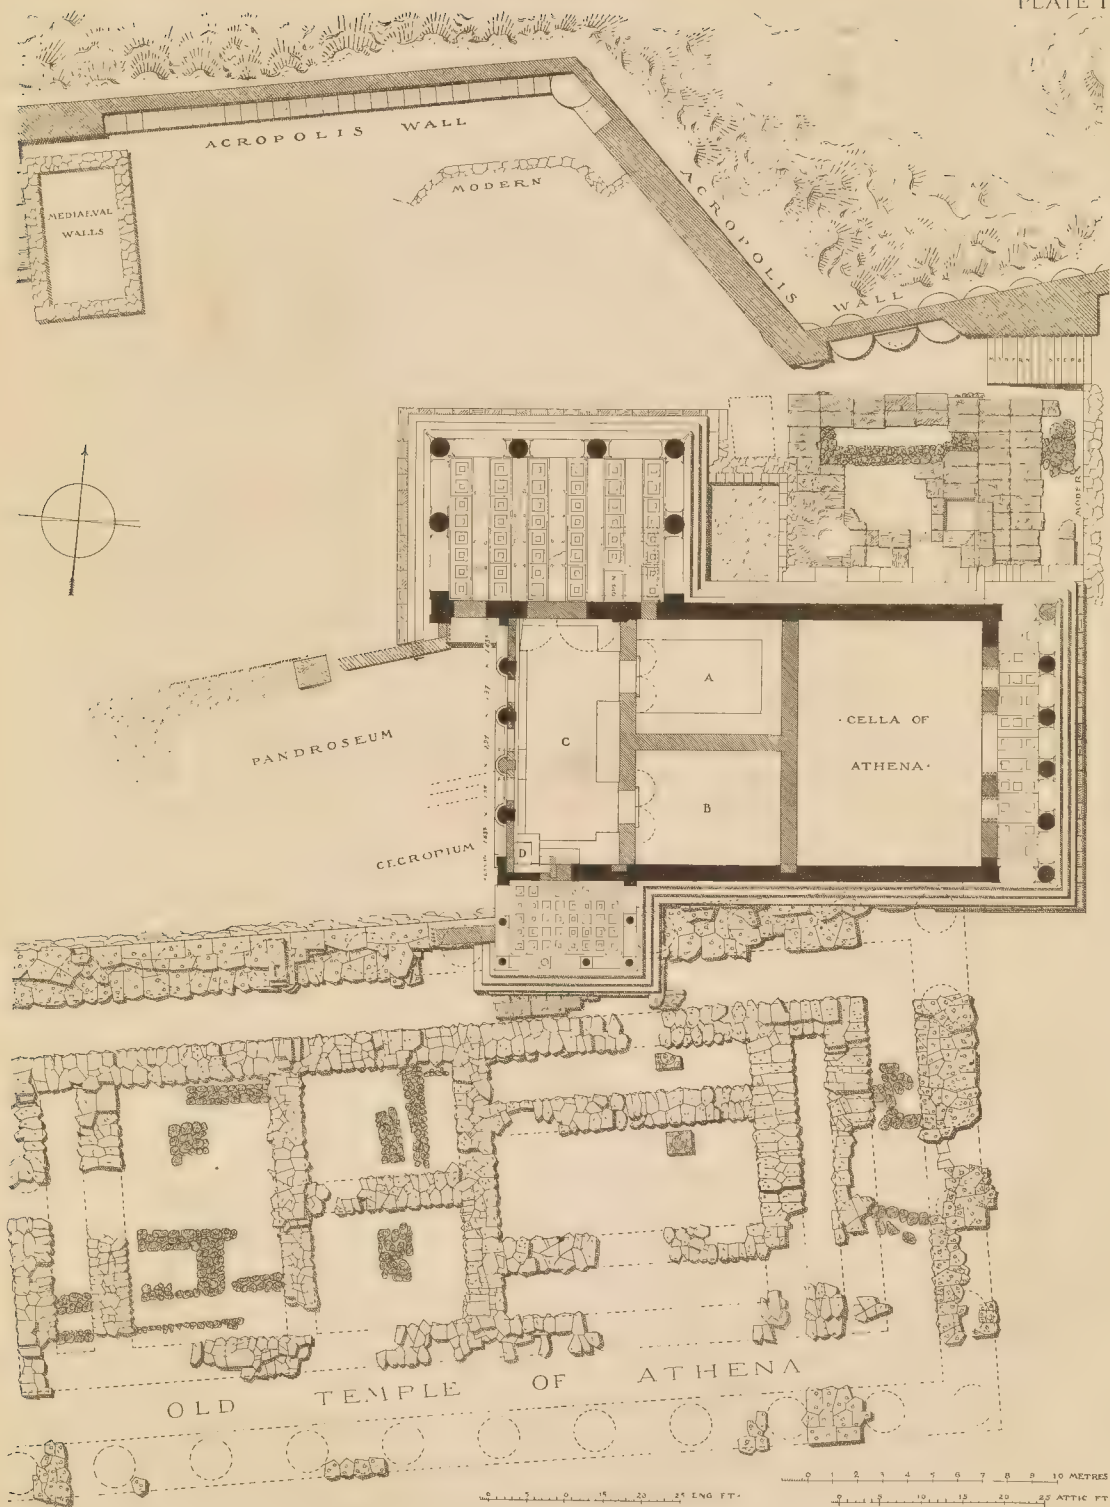 PLATE I
ACROPOLIS WALL
MODERN
MEDIAEVAL
WALLS
ACROPOLIS WALL
MODERN STEPS
MODERN
A
CELLA OF
ATHENA
PANDROSEUM
C
B
CECROPIUM
D
OLD TEMPLE OF ATHENA
0 1 2 3 4 5 6 7 8 9 10 METRES
0 5 10 15 20 25 ENG FT.
0 5 10 15 20 25 ATTIC FT